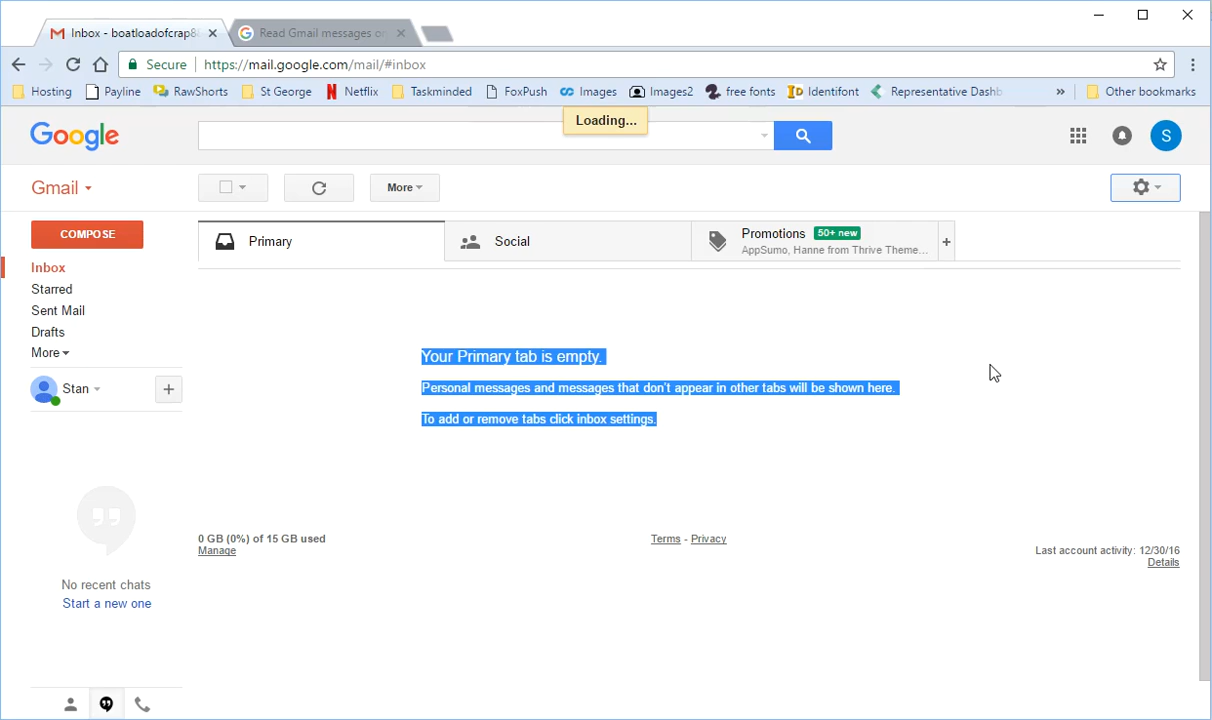 Inbox - boatloadofcrap8
Read Gmail messages on
Secure https://mail.google.com/mail/#inbox
Hosting Payline RawShorts St George Netflix Taskminded FoxPush Images Images2 free fonts Identifont Representative Dashb » Other bookmarks
Loading...
Google
S
Gmail
More
COMPOSE
Primary
Social
Promotions 50+ new
AppSumo, Hanne from Thrive Theme...
+
Inbox
Starred
Sent Mail
Drafts
More
Stan
+
Your Primary tab is empty.
Personal messages and messages that don't appear in other tabs will be shown here.
To add or remove tabs click inbox settings.
0 GB (0%) of 15 GB used
Manage
Terms - Privacy
Last account activity: 12/30/16
Details
No recent chats
Start a new one